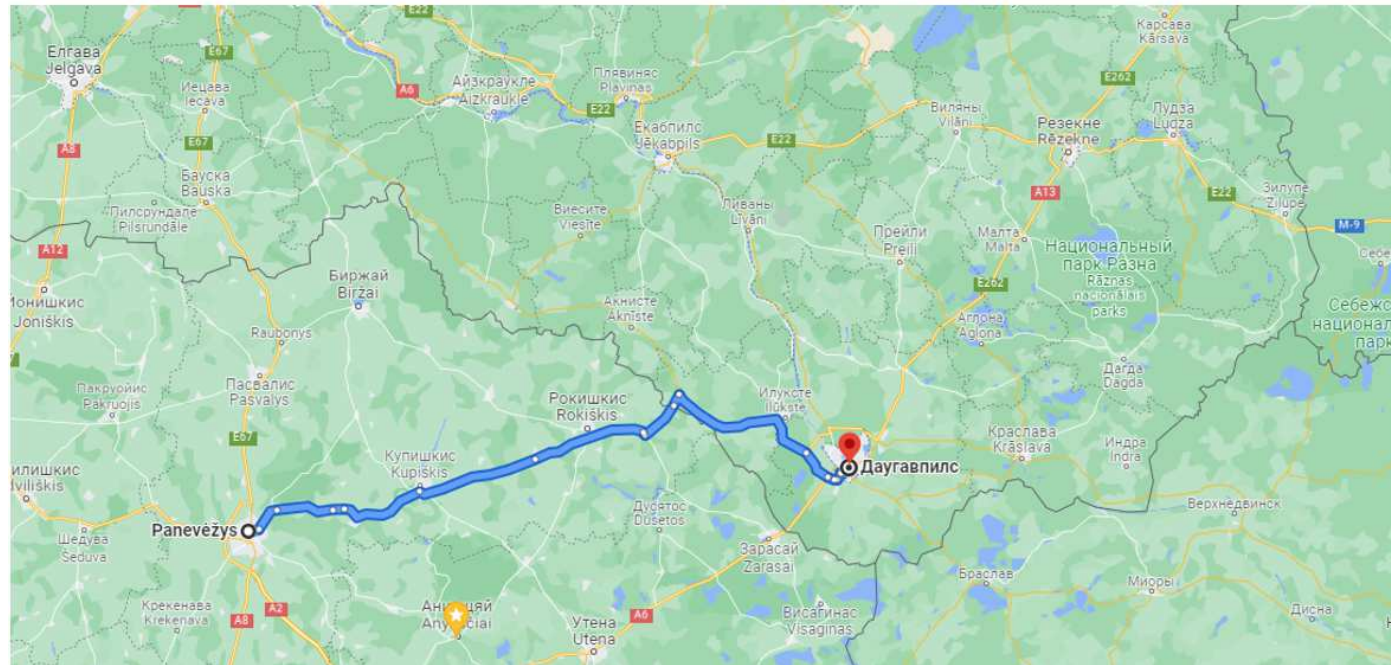 E22
Карсава
Kārsava
Елгава
Jelgava
E67
Иецава
Iecava
A6
Айзкраукле
Aizkraukle
Плявиняс
Pļaviņas
E22
E262
Виляны
Viļāni
Лудза
Ludza
Екабпилс
Jēkabpils
E22
Резекне
Rēzekne
A8
E67
Бауска
Bauska
A13
E22
Зилупе
Zilupe
Пилсрундале
Pilsrundāle
Виесите
Viesīte
Ливаны
Līvāni
M-9
Прейли
Preiļi
Малта
Malta
A12
Национальный
парк Разна
Rāznas
nacionālais
parks
Биржай
Biržai
E262
Joniškis
Акнисте
Aknīste
Аглона
Aglona
Raubonys
Дагда
Dagda
Пакруойис
Pakruojis
Пасвалис
Pasvalys
Рокишкис
Rokiškis
Илуксте
Ilūkste
E67
Краслава
Krāslava
Индра
Indra
Купишкис
Kupiškis
Даугавпилс
Верхнедвинск
Дусятос
Dusetos
Panevėžys
Шедува
Šeduva
Зарасай
Zarasai
Браслав
Миоры
Крекенава
Krekenava
A2
A8
A6
Утена
Utena
Висагинас
Visaginas
Дисна